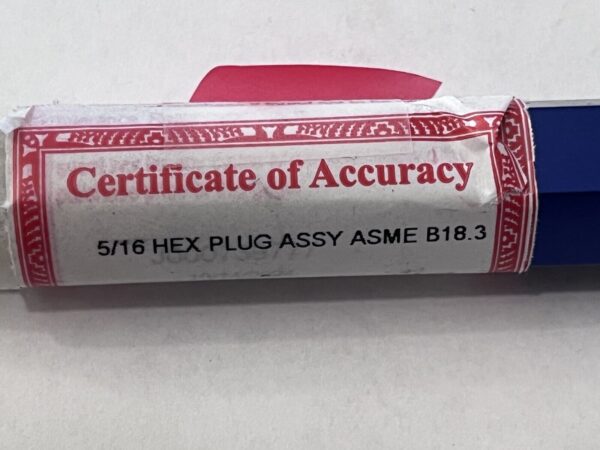 Certificate of Accuracy
5/16 HEX PLUG ASSY ASME B18.3